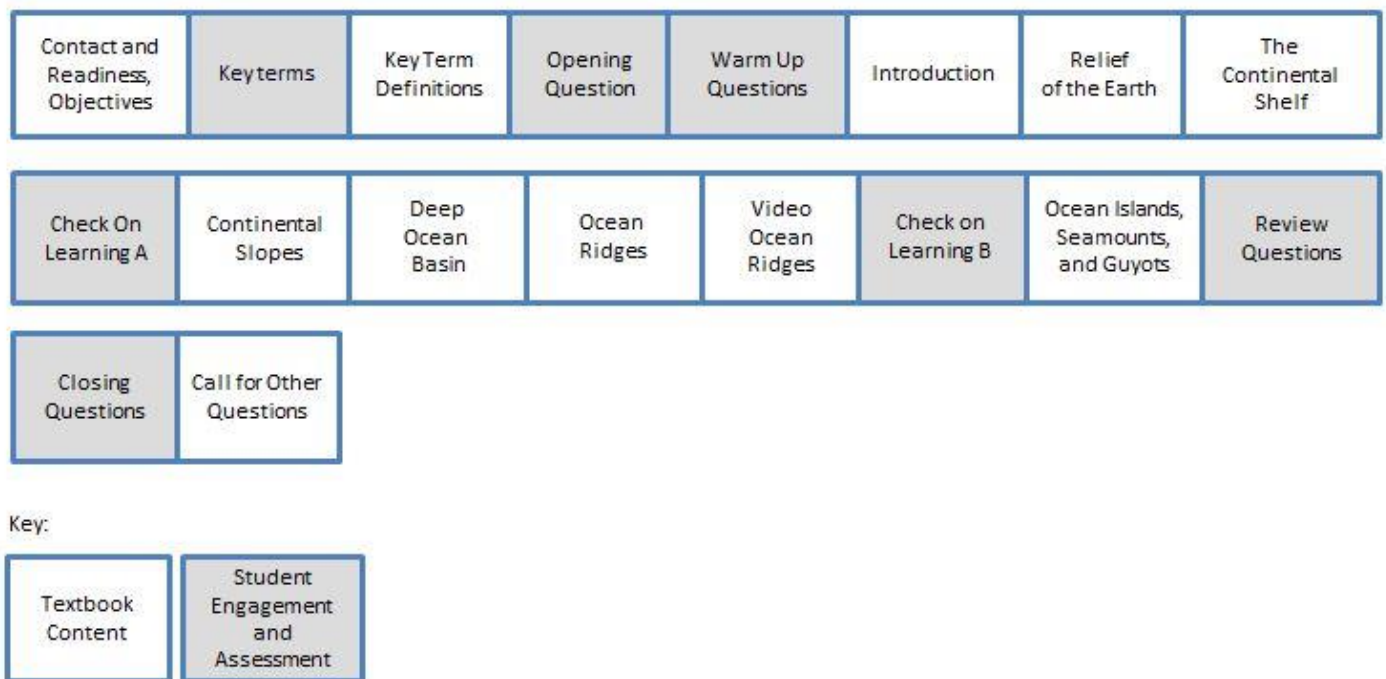 Contact and
Readiness,
Objectives
Key terms
Key Term
Definitions
Opening
Question
Warm Up
Questions
Introduction
Relief
of the Earth
The
Continental
Shelf
Check On
Learning A
Continental
Slopes
Deep
Ocean
Basin
Ocean
Ridges
Video
Ocean
Ridges
Check on
Learning B
Ocean Islands,
Seamounts,
and Guyots
Review
Questions
Closing
Questions
Call for Other
Questions
Key:
Textbook
Content
Student
Engagement
and
Assessment